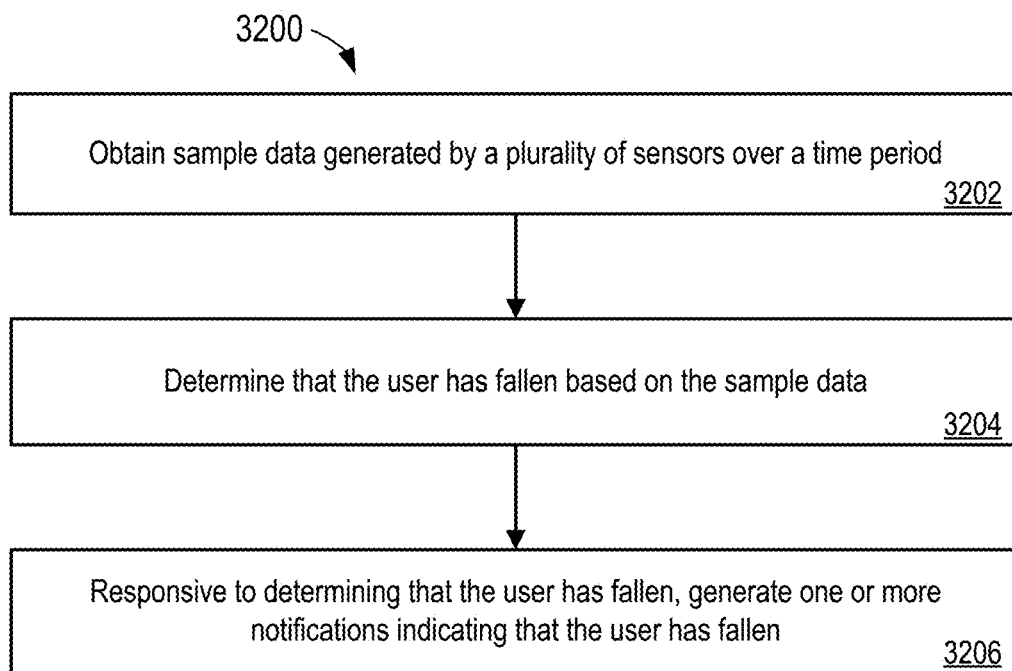 3200
Obtain sample data generated by a plurality of sensors over a time period
3202
Determine that the user has fallen based on the sample data
3204
Responsive to determining that the user has fallen, generate one or more
notifications indicating that the user has fallen
3206